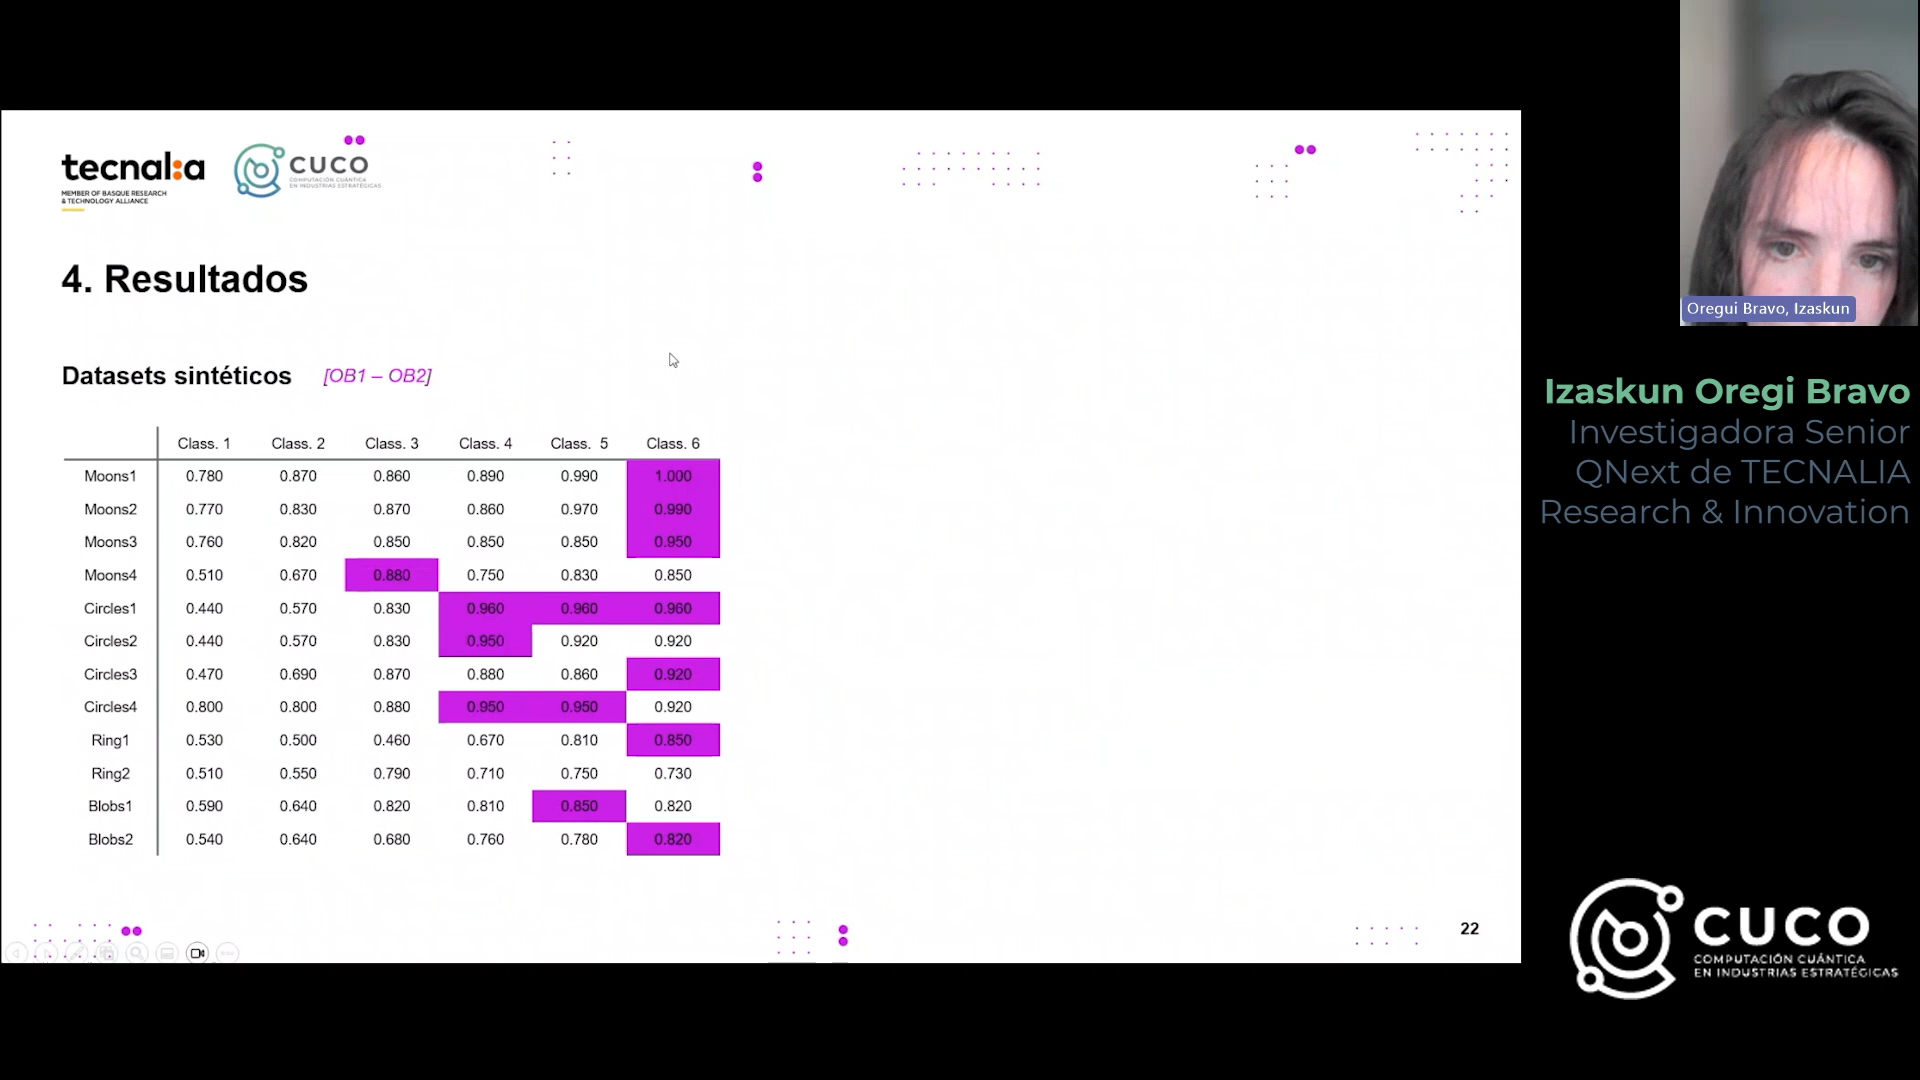 tecnal:a
MEMBER OF BASQUE RESEARCH
& TECHNOLOGY ALLIANCE
CUCO
COMPUTACIÓN CUÁNTICA
EN INDUSTRIAS ESTRATÉGICAS
4. Resultados
Datasets sintéticos [OB1 – OB2]
Class. 1 Class. 2 Class. 3 Class. 4 Class. 5 Class. 6
Moons1 0.780 0.870 0.860 0.890 0.990 1.000
Moons2 0.770 0.830 0.870 0.860 0.970 0.990
Moons3 0.760 0.820 0.850 0.850 0.850 0.950
Moons4 0.510 0.670 0.880 0.750 0.830 0.850
Circles1 0.440 0.570 0.830 0.960 0.960 0.960
Circles2 0.440 0.570 0.830 0.950 0.920 0.920
Circles3 0.470 0.690 0.870 0.880 0.860 0.920
Circles4 0.800 0.800 0.880 0.950 0.950 0.920
Ring1 0.530 0.500 0.460 0.670 0.810 0.850
Ring2 0.510 0.550 0.790 0.710 0.750 0.730
Blobs1 0.590 0.640 0.820 0.810 0.850 0.820
Blobs2 0.540 0.640 0.680 0.760 0.780 0.820
22
Oregui Bravo, Izaskun
Izaskun Oregi Bravo
Investigadora Senior
QNext de TECNALIA
Research & Innovation
CUCO
COMPUTACIÓN CUÁNTICA
EN INDUSTRIAS ESTRATÉGICAS